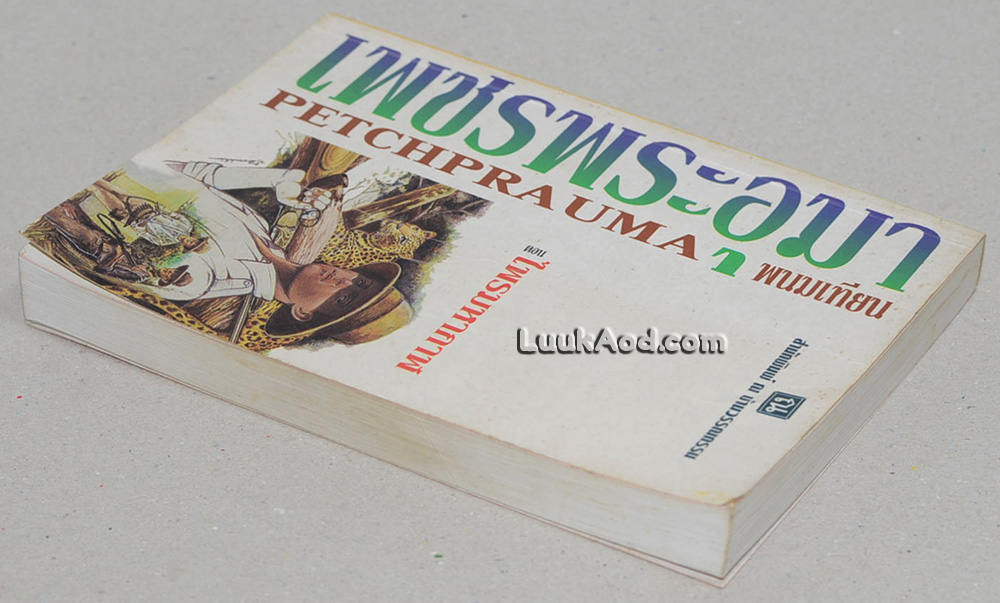 เพชรพระอุมา
PETCHPRAUMA
๑
พนมเทียน
ตอน
ไพรมหากาฬ
LuukAod.com
สำนักพิมพ์ ณ บ้านวรรณกรรม